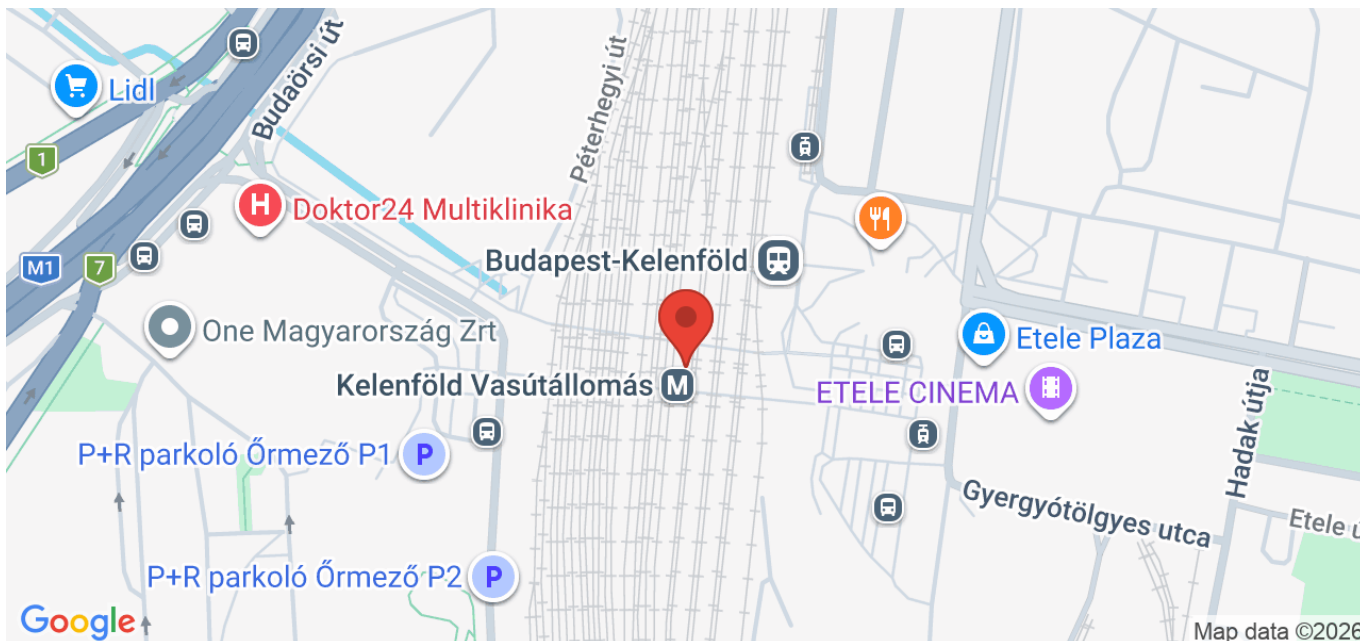 Lidl
Budaörsi út
Péterhegyi út
1
H
Doktor24 Multiklinika
Budapest-Kelenföld
M1
7
One Magyarország Zrt
Etele Plaza
Kelenföld Vasútállomás
M
ETELE CINEMA
Hadak útja
P+R parkoló Őrmező P1
P
Gyergyótölgyes utca
Etele ú
P+R parkoló Őrmező P2
P
Google
Map data ©2026